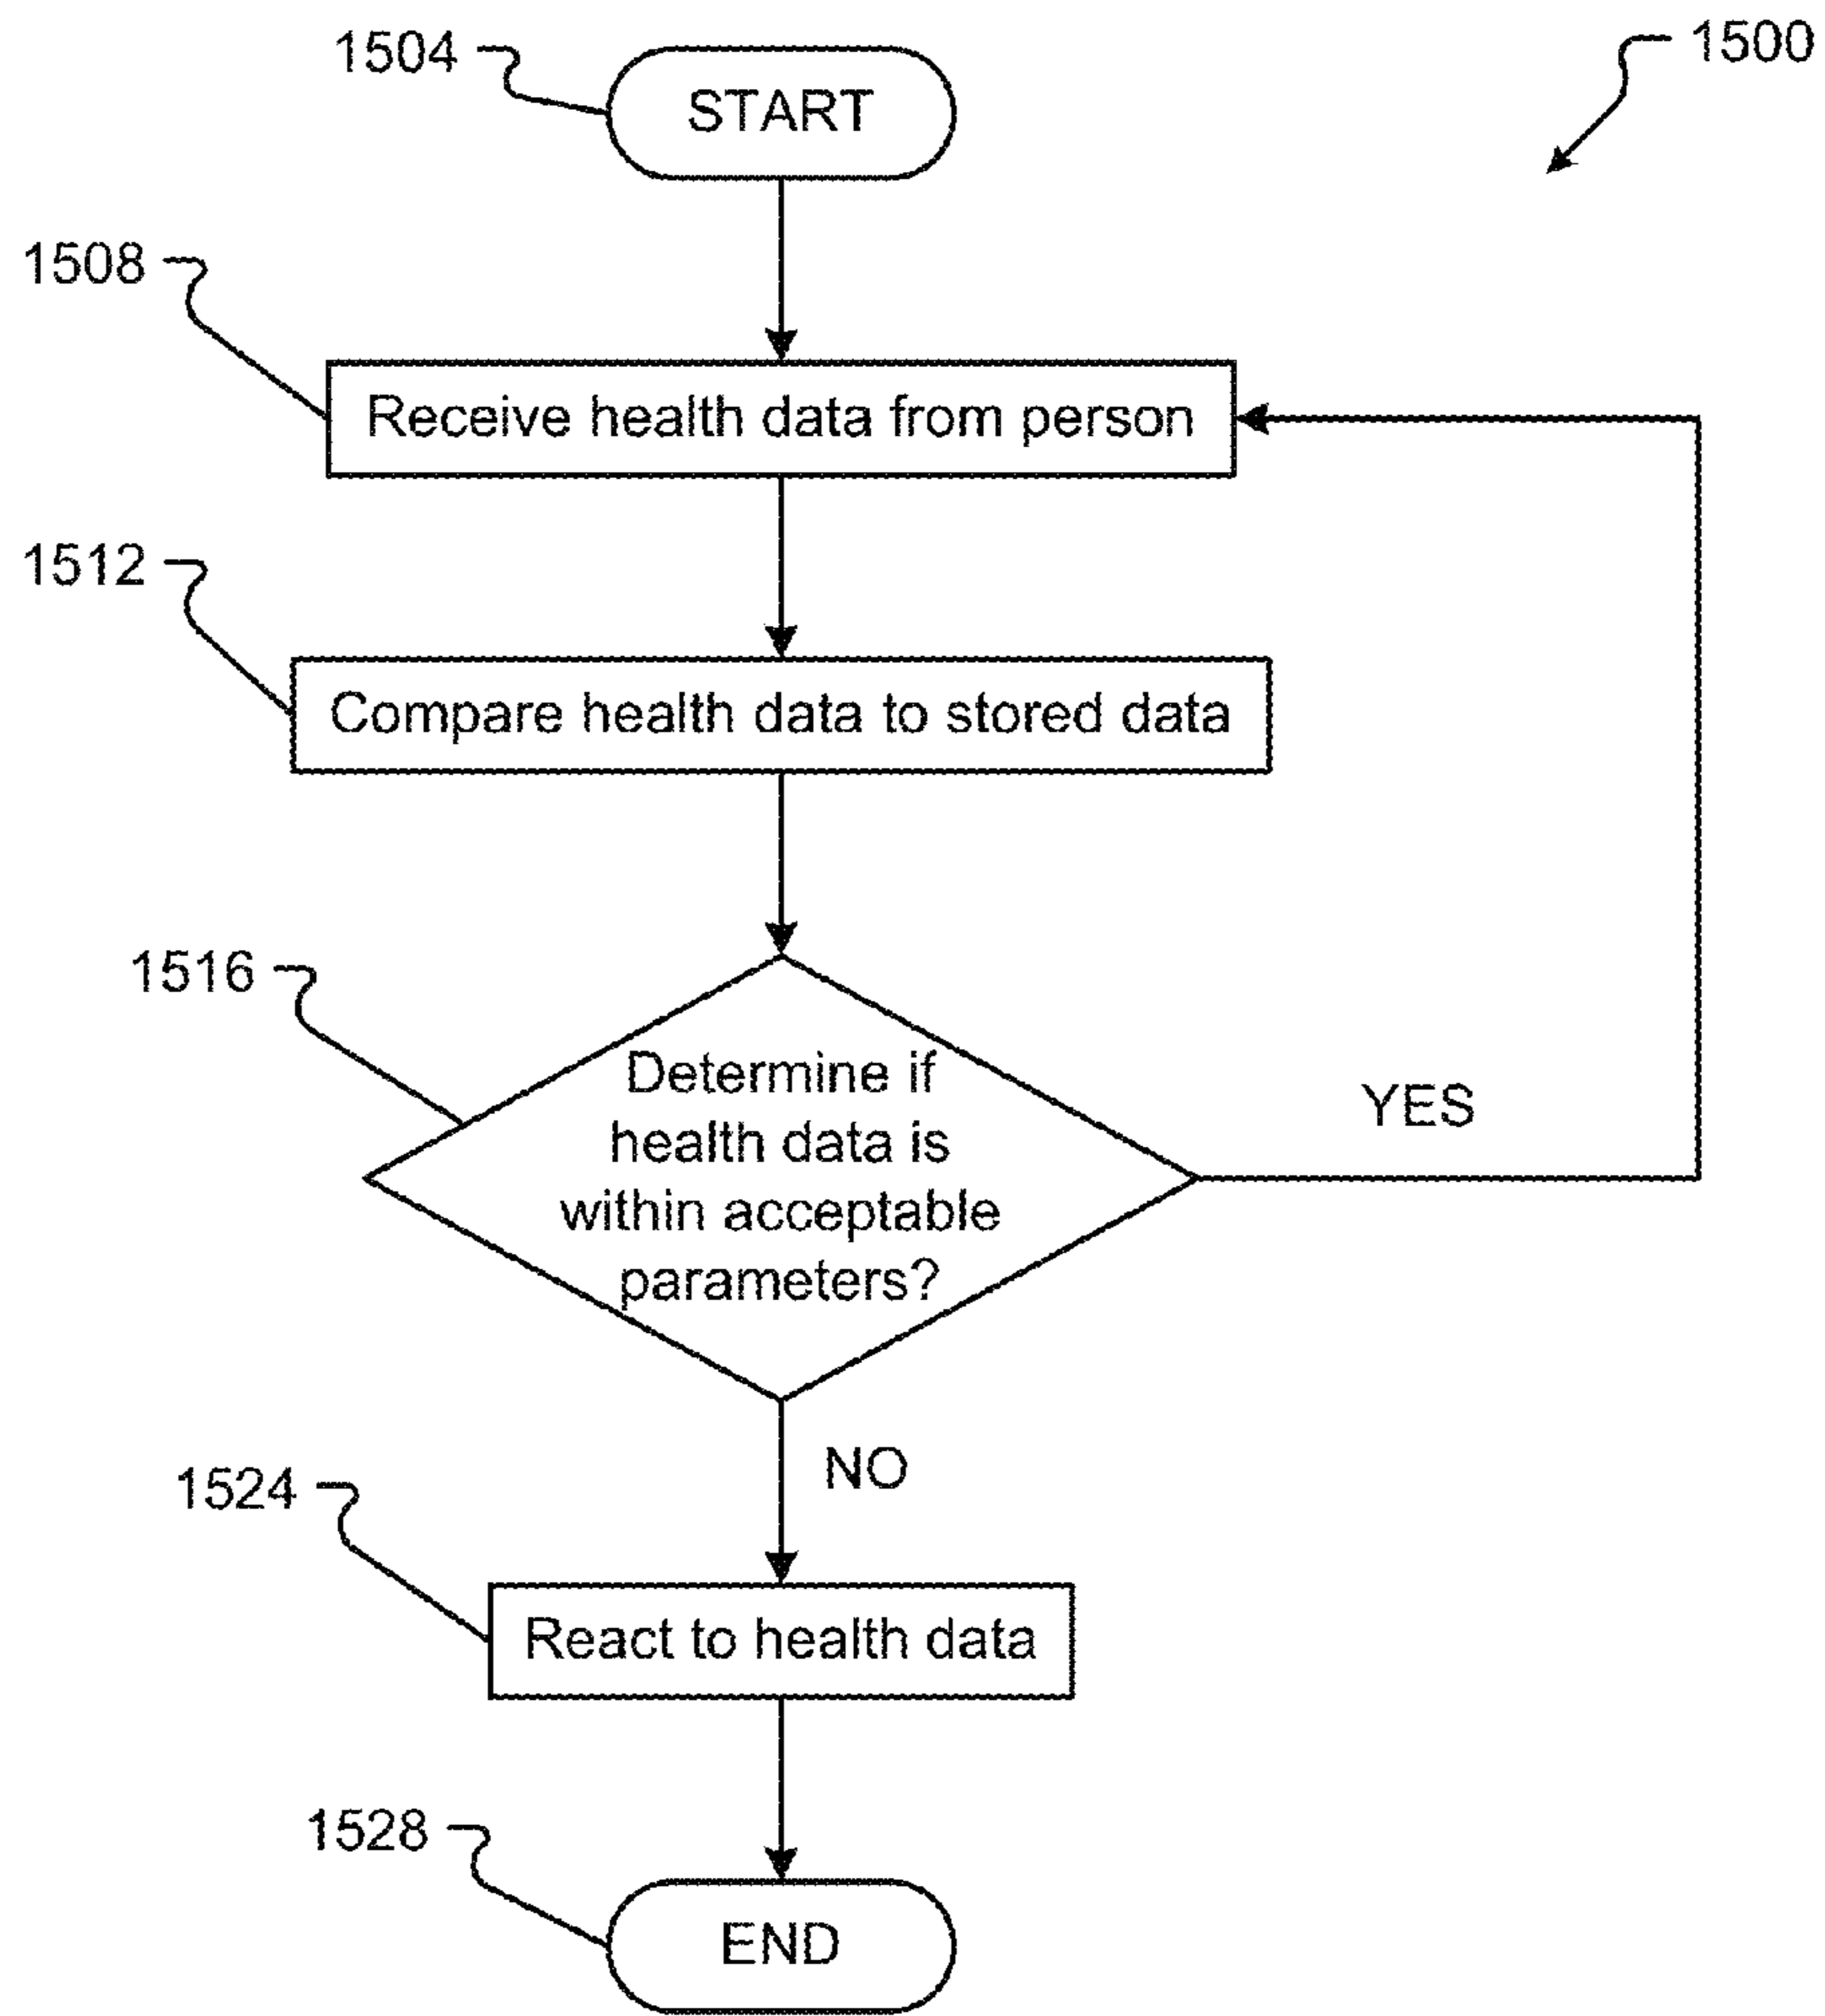 1504
START
1500
1508
Receive health data from person
1512
Compare health data to stored data
1516
Determine if
health data is
within acceptable
parameters?
YES
NO
1524
React to health data
1528
END